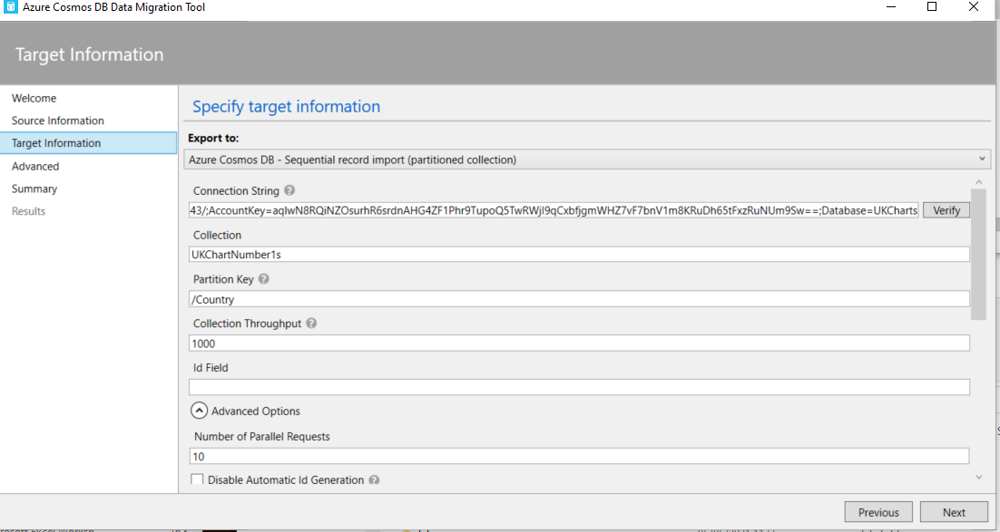 Azure Cosmos DB Data Migration Tool
Target Information
Welcome
Source Information
Target Information
Advanced
Summary
Results
Specify target information
Export to:
Azure Cosmos DB - Sequential record import (partitioned collection)
Connection String
Database=UKCharts
Verify
Collection
UKChartNumber1s
Partition Key
/Country
Collection Throughput
1000
Id Field
Advanced Options
Number of Parallel Requests
10
Disable Automatic Id Generation
Previous
Next